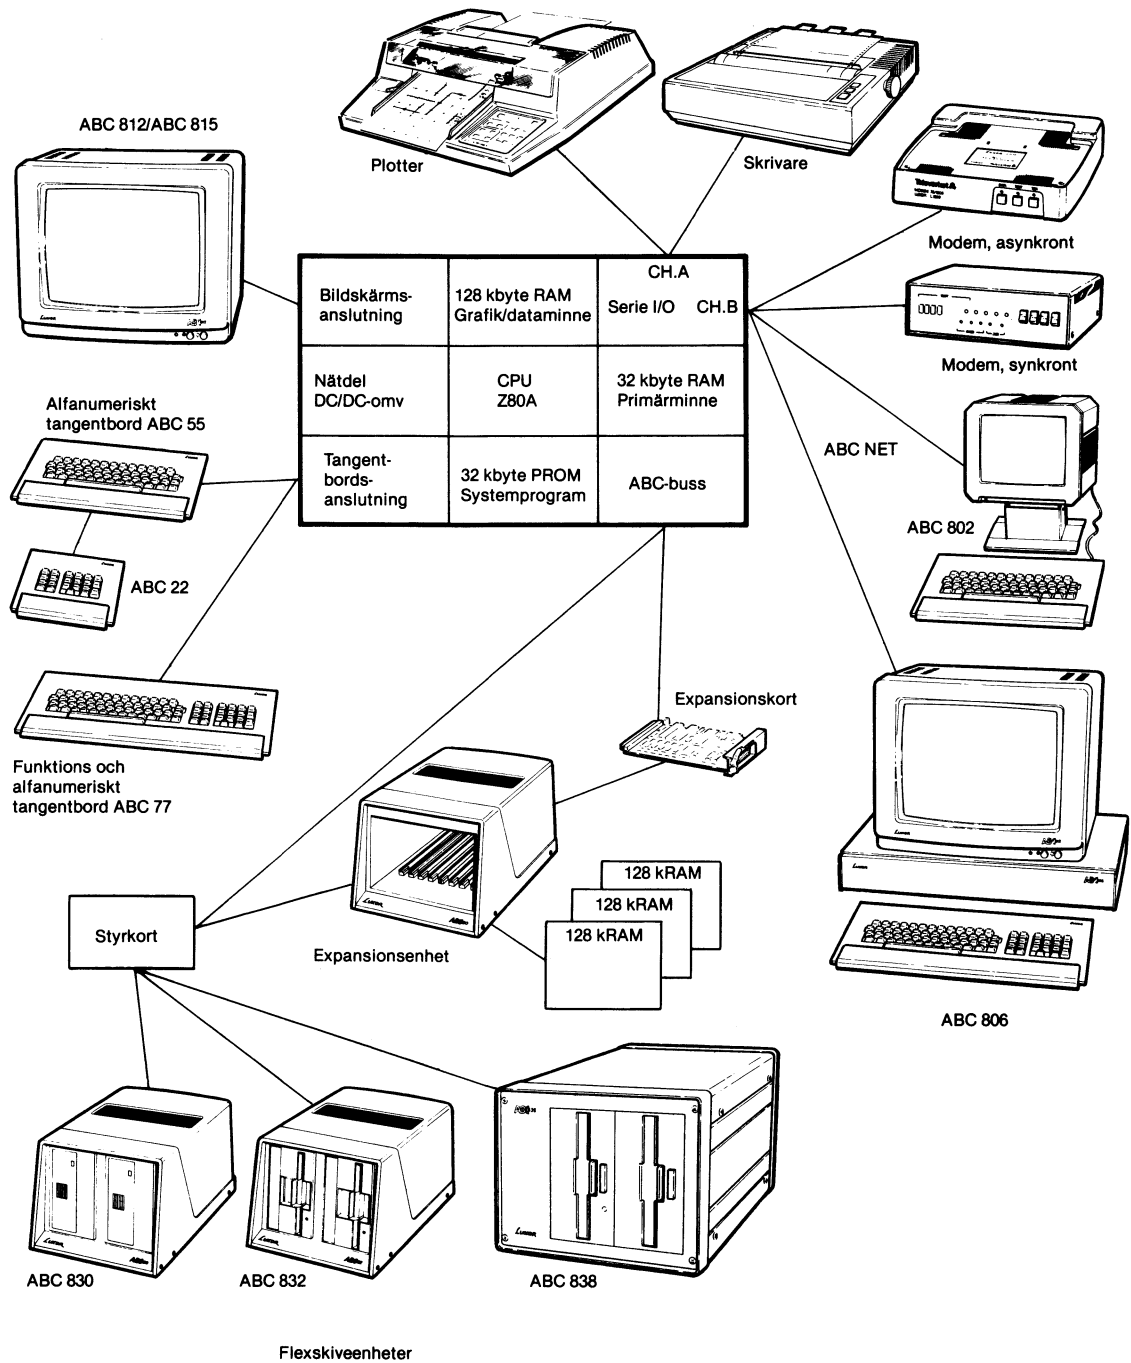 ABC 812/ABC 815
Plotter
Skrivare
Televerket
Modem, asynkront
Modem, synkront
Bildskärms-
anslutning
128 kbyte RAM
Grafik/dataminne
CH.A
Serie I/O CH.B
Nätdel
DC/DC-omv
CPU
Z80A
32 kbyte RAM
Primärminne
Tangent-
bords-
anslutning
32 kbyte PROM
Systemprogram
ABC-buss
Alfanumeriskt
tangentbord ABC 55
ABC 22
Funktions och
alfanumeriskt
tangentbord ABC 77
ABC NET
ABC 802
ABC 806
Expansionskort
Expansionsenhet
128 kRAM
128 kRAM
128 kRAM
Styrkort
Luxor
ABC 830
ABC 832
Luxor
ABC 838
Flexskiveenheter